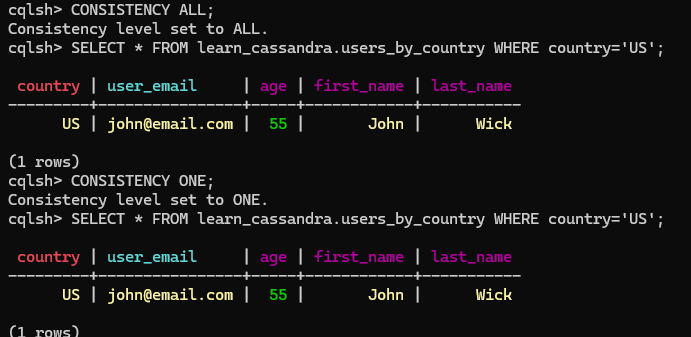 cqlsh> CONSISTENCY ALL;
Consistency level set to ALL.
cqlsh> SELECT * FROM learn_cassandra.users_by_country WHERE country='US';
 country | user_email     | age | first_name | last_name
---------+----------------+-----+------------+-----------
      US | john@email.com |  55 |       John |      Wick
(1 rows)
cqlsh> CONSISTENCY ONE;
Consistency level set to ONE.
cqlsh> SELECT * FROM learn_cassandra.users_by_country WHERE country='US';
 country | user_email     | age | first_name | last_name
---------+----------------+-----+------------+-----------
      US | john@email.com |  55 |       John |      Wick
(1 rows)